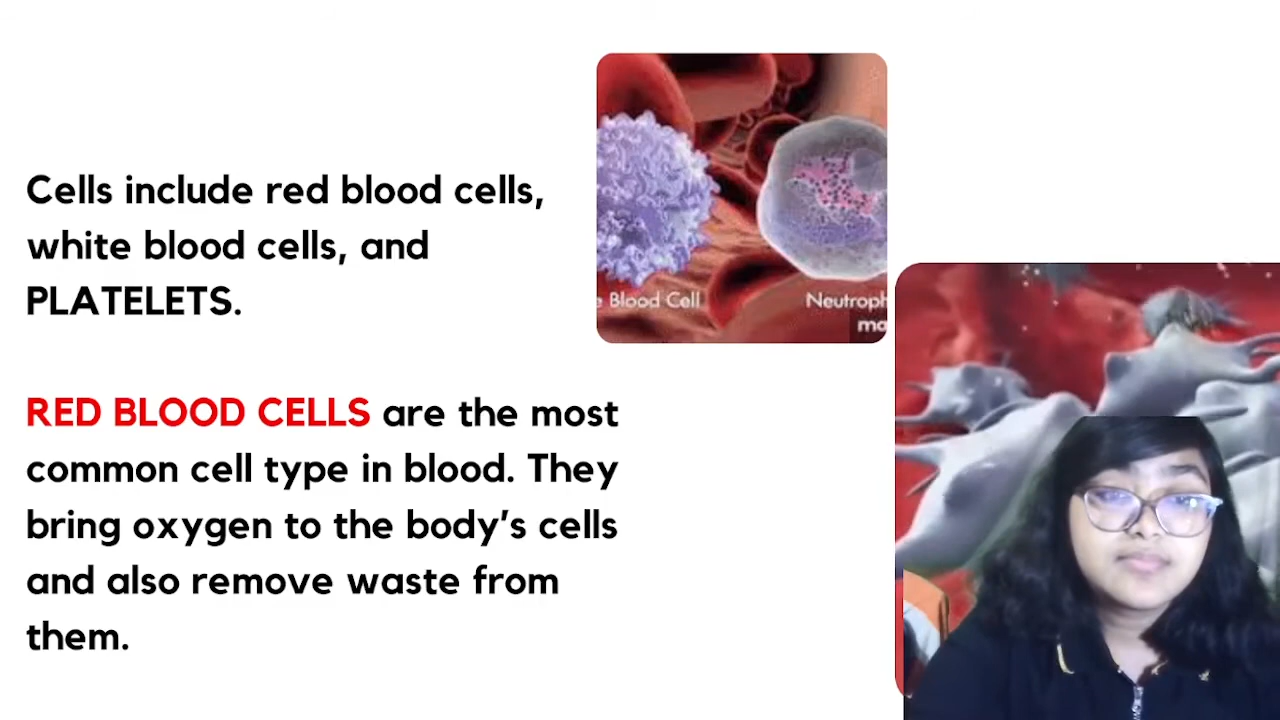 Cells include red blood cells,
white blood cells, and
PLATELETS.
RED BLOOD CELLS are the most
common cell type in blood. They
bring oxygen to the body’s cells
and also remove waste from
them.
e Blood Cell
Neutroph